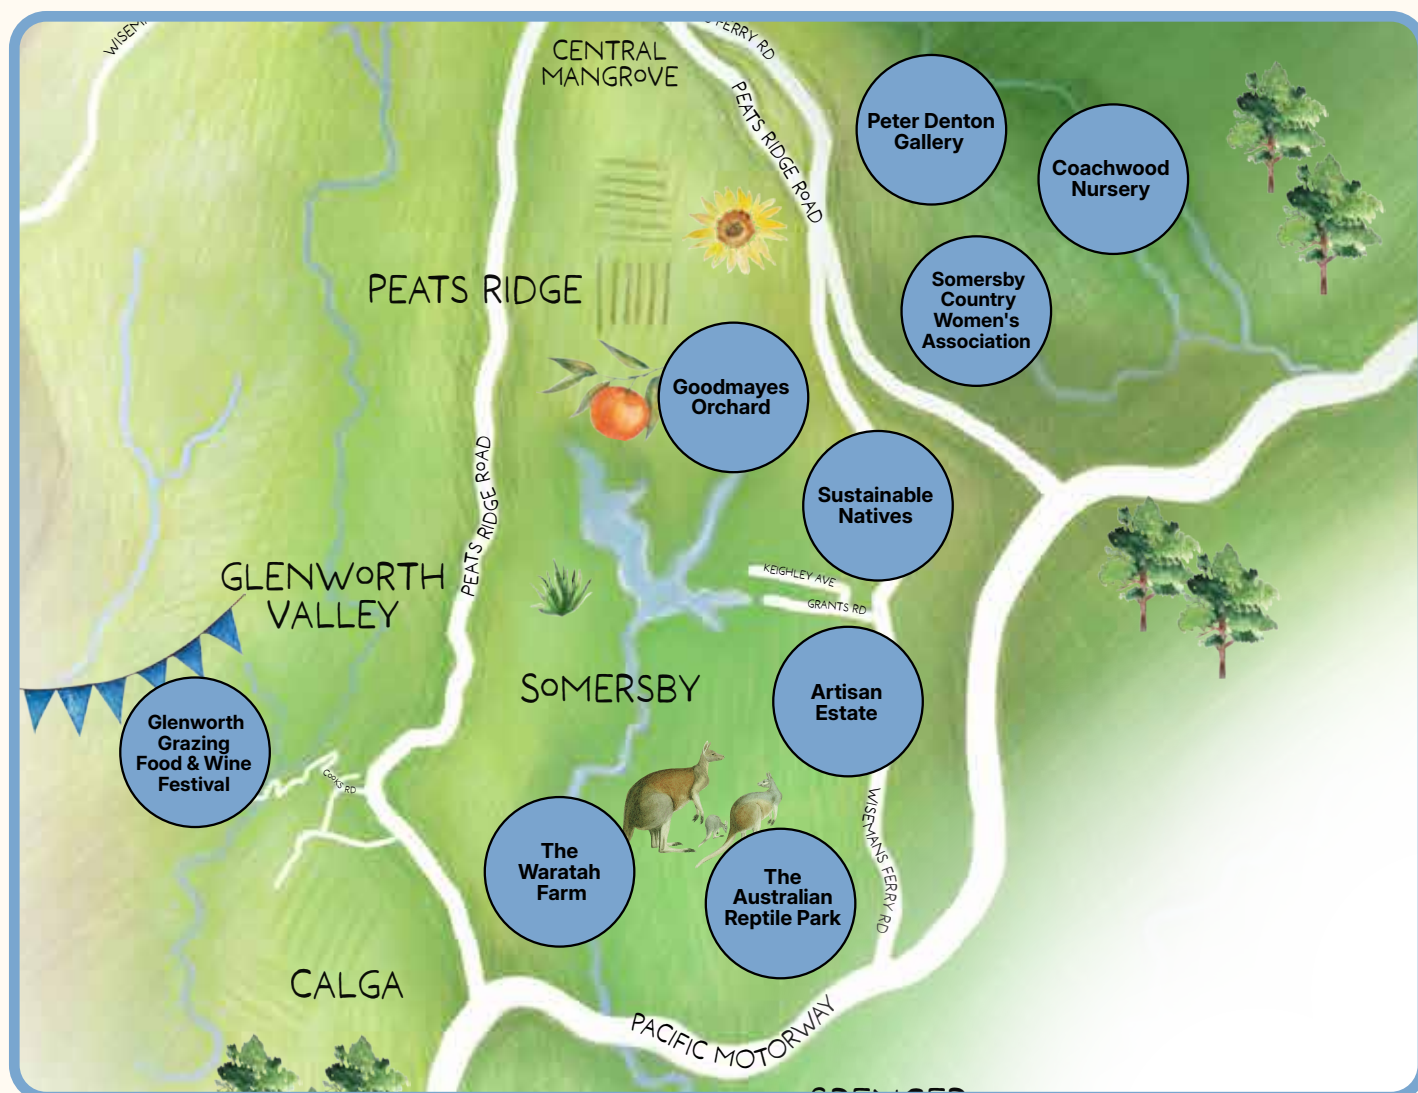 WISEM
FERRY RD
CENTRAL
MANGROVE
PEATS RIDGE ROAD
Peter Denton
Gallery
Coachwood
Nursery
Somersby
Country
Women's
Association
PEATS RIDGE
Goodmayes
Orchard
PEATS RIDGE ROAD
Sustainable
Natives
KEIGHLEY AVE
GRANTS RD
GLENWORTH
VALLEY
SOMERSBY
Artisan
Estate
Glenworth
Grazing
Food & Wine
Festival
COOKS RD
WISEMANS FERRY RD
The
Waratah
Farm
The
Australian
Reptile Park
CALGA
PACIFIC MOTORWAY
SPENCER